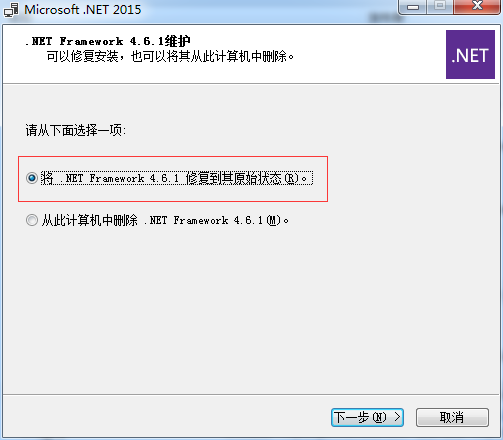 Microsoft .NET 2015
.NET Framework 4.6.1维护
可以修复安装，也可以将其从此计算机中删除。
.NET
请从下面选择一项:
将 .NET Framework 4.6.1 修复到其原始状态(R)。
从此计算机中删除 .NET Framework 4.6.1(M)。
下一步(N) >
取消